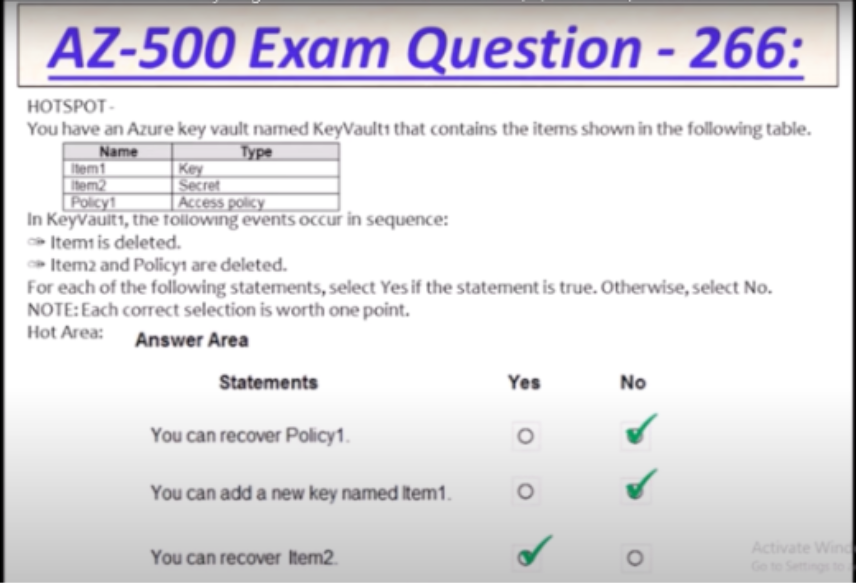 AZ-500 Exam Question - 266:
HOTSPOT -
You have an Azure key vault named KeyVault1 that contains the items shown in the following table.
Name Type
Item1 Key
Item2 Secret
Policy1 Access policy
In KeyVault1, the following events occur in sequence:
Item1 is deleted.
Item2 and Policy1 are deleted.
For each of the following statements, select Yes if the statement is true. Otherwise, select No.
NOTE: Each correct selection is worth one point.
Hot Area:
Answer Area
Statements Yes No
You can recover Policy1.
You can add a new key named Item1.
You can recover Item2.
Activate Wind
Go to Settings to